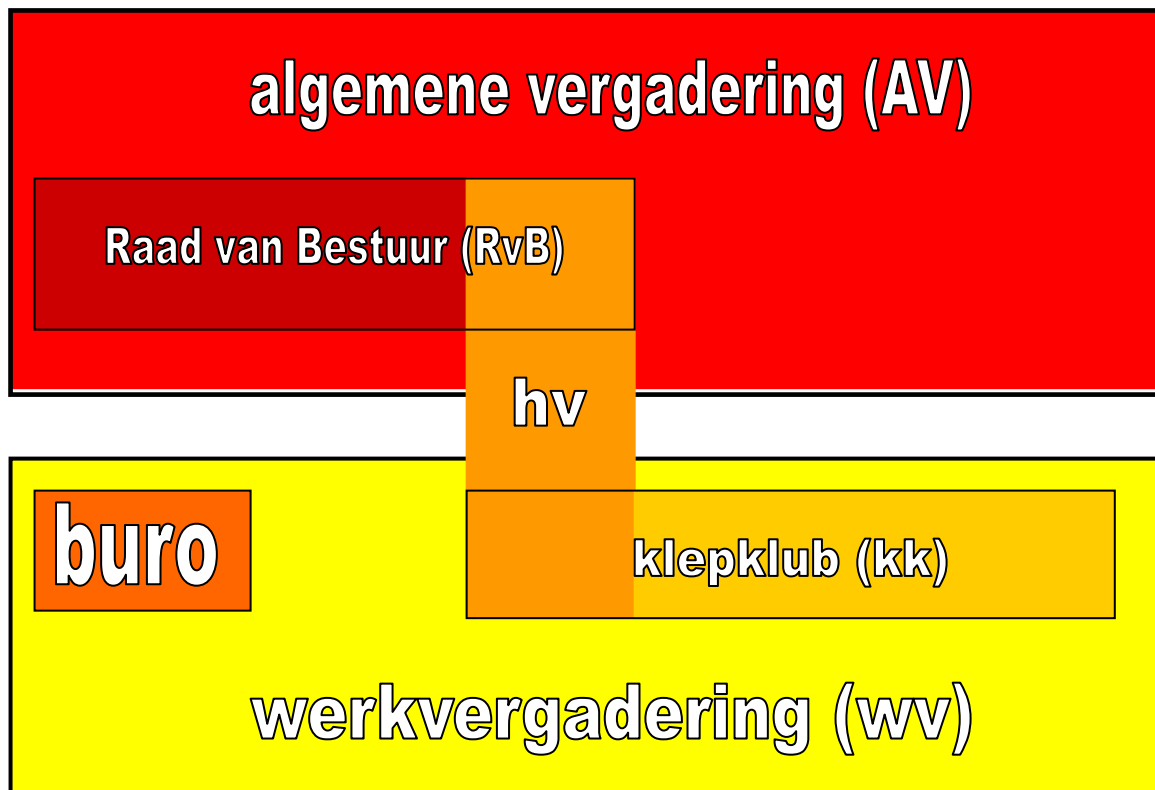 algemene vergadering (AV)
Raad van Bestuur (RvB)
hv
buro
klepklub (kk)
werkvergadering (wv)